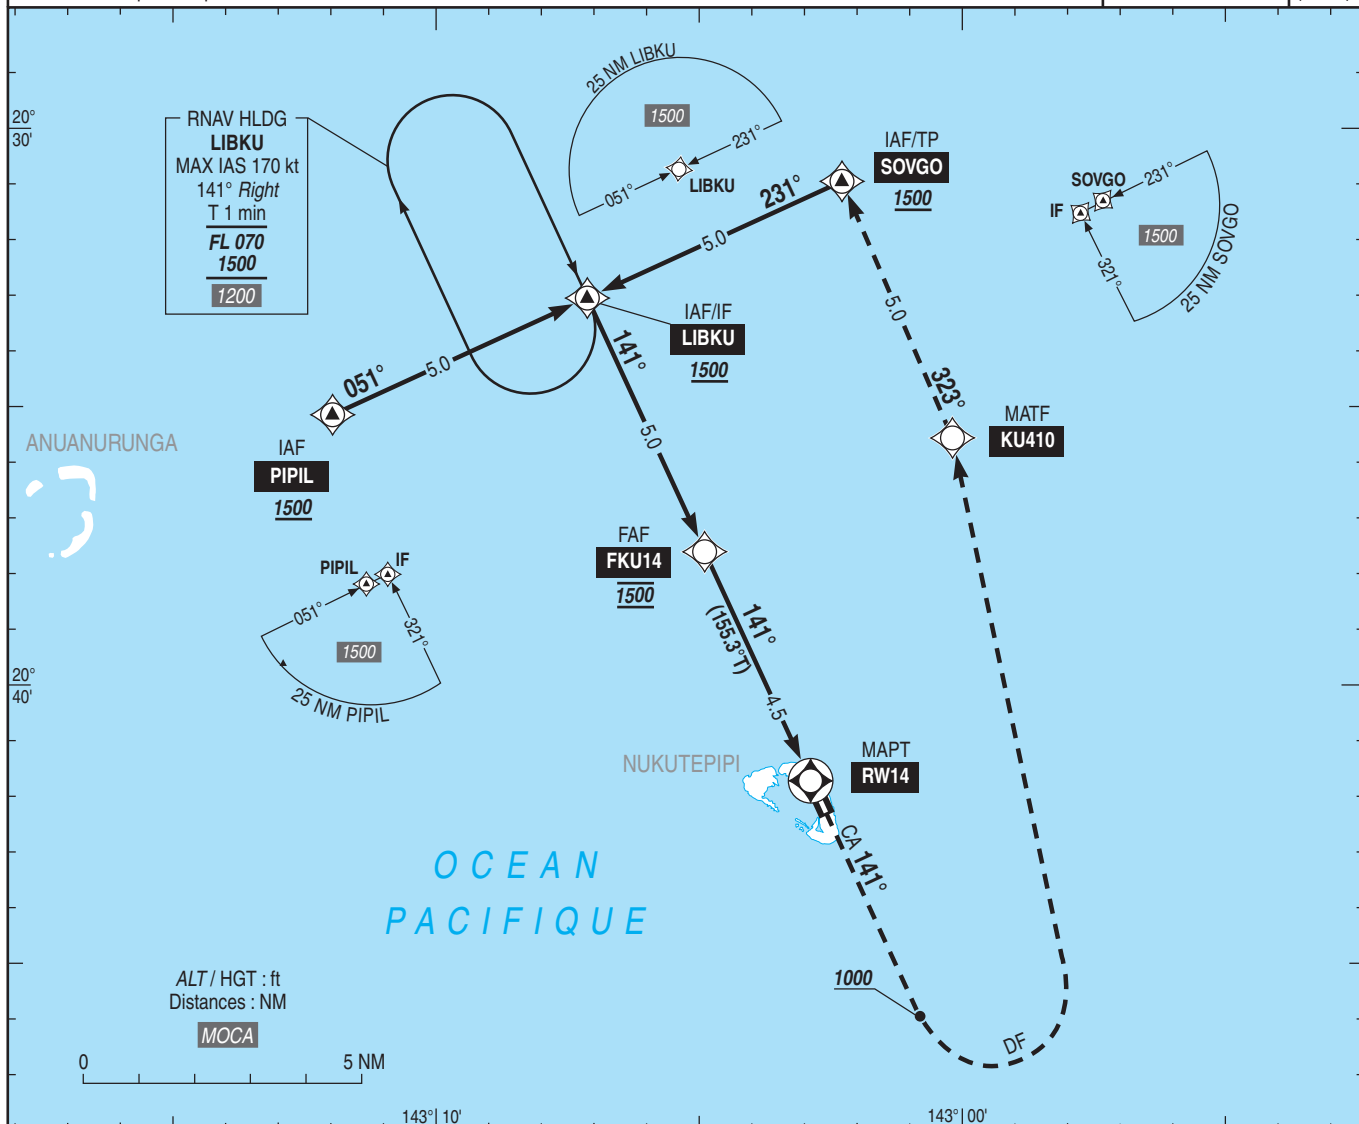 20°
30'
RNAV HLDG
LIBKU
MAX IAS 170 kt
141° Right
T 1 min
FL 070
1500
1200
25 NM LIBKU
1500
231°
051°
LIBKU
IAF/TP
SOVGO
1500
231°
5.0
SOVGO
IF
231°
1500
321°
25 NM SOVGO
IAF/IF
LIBKU
1500
051°
5.0
141°
5.0
5.0
323°
MATF
KU410
ANUANURUNGA
IAF
PIPIL
1500
FAF
FKU14
1500
PIPIL
IF
051°
321°
1500
25 NM PIPIL
141°
(155.3°T)
4.5
20°
40'
NUKUTEPIPI
MAPT
RW14
CA 141°
OCEAN
PACIFIQUE
1000
DF
ALT / HGT : ft
Distances : NM
MOCA
0
5 NM
143° 10'
143° 00'